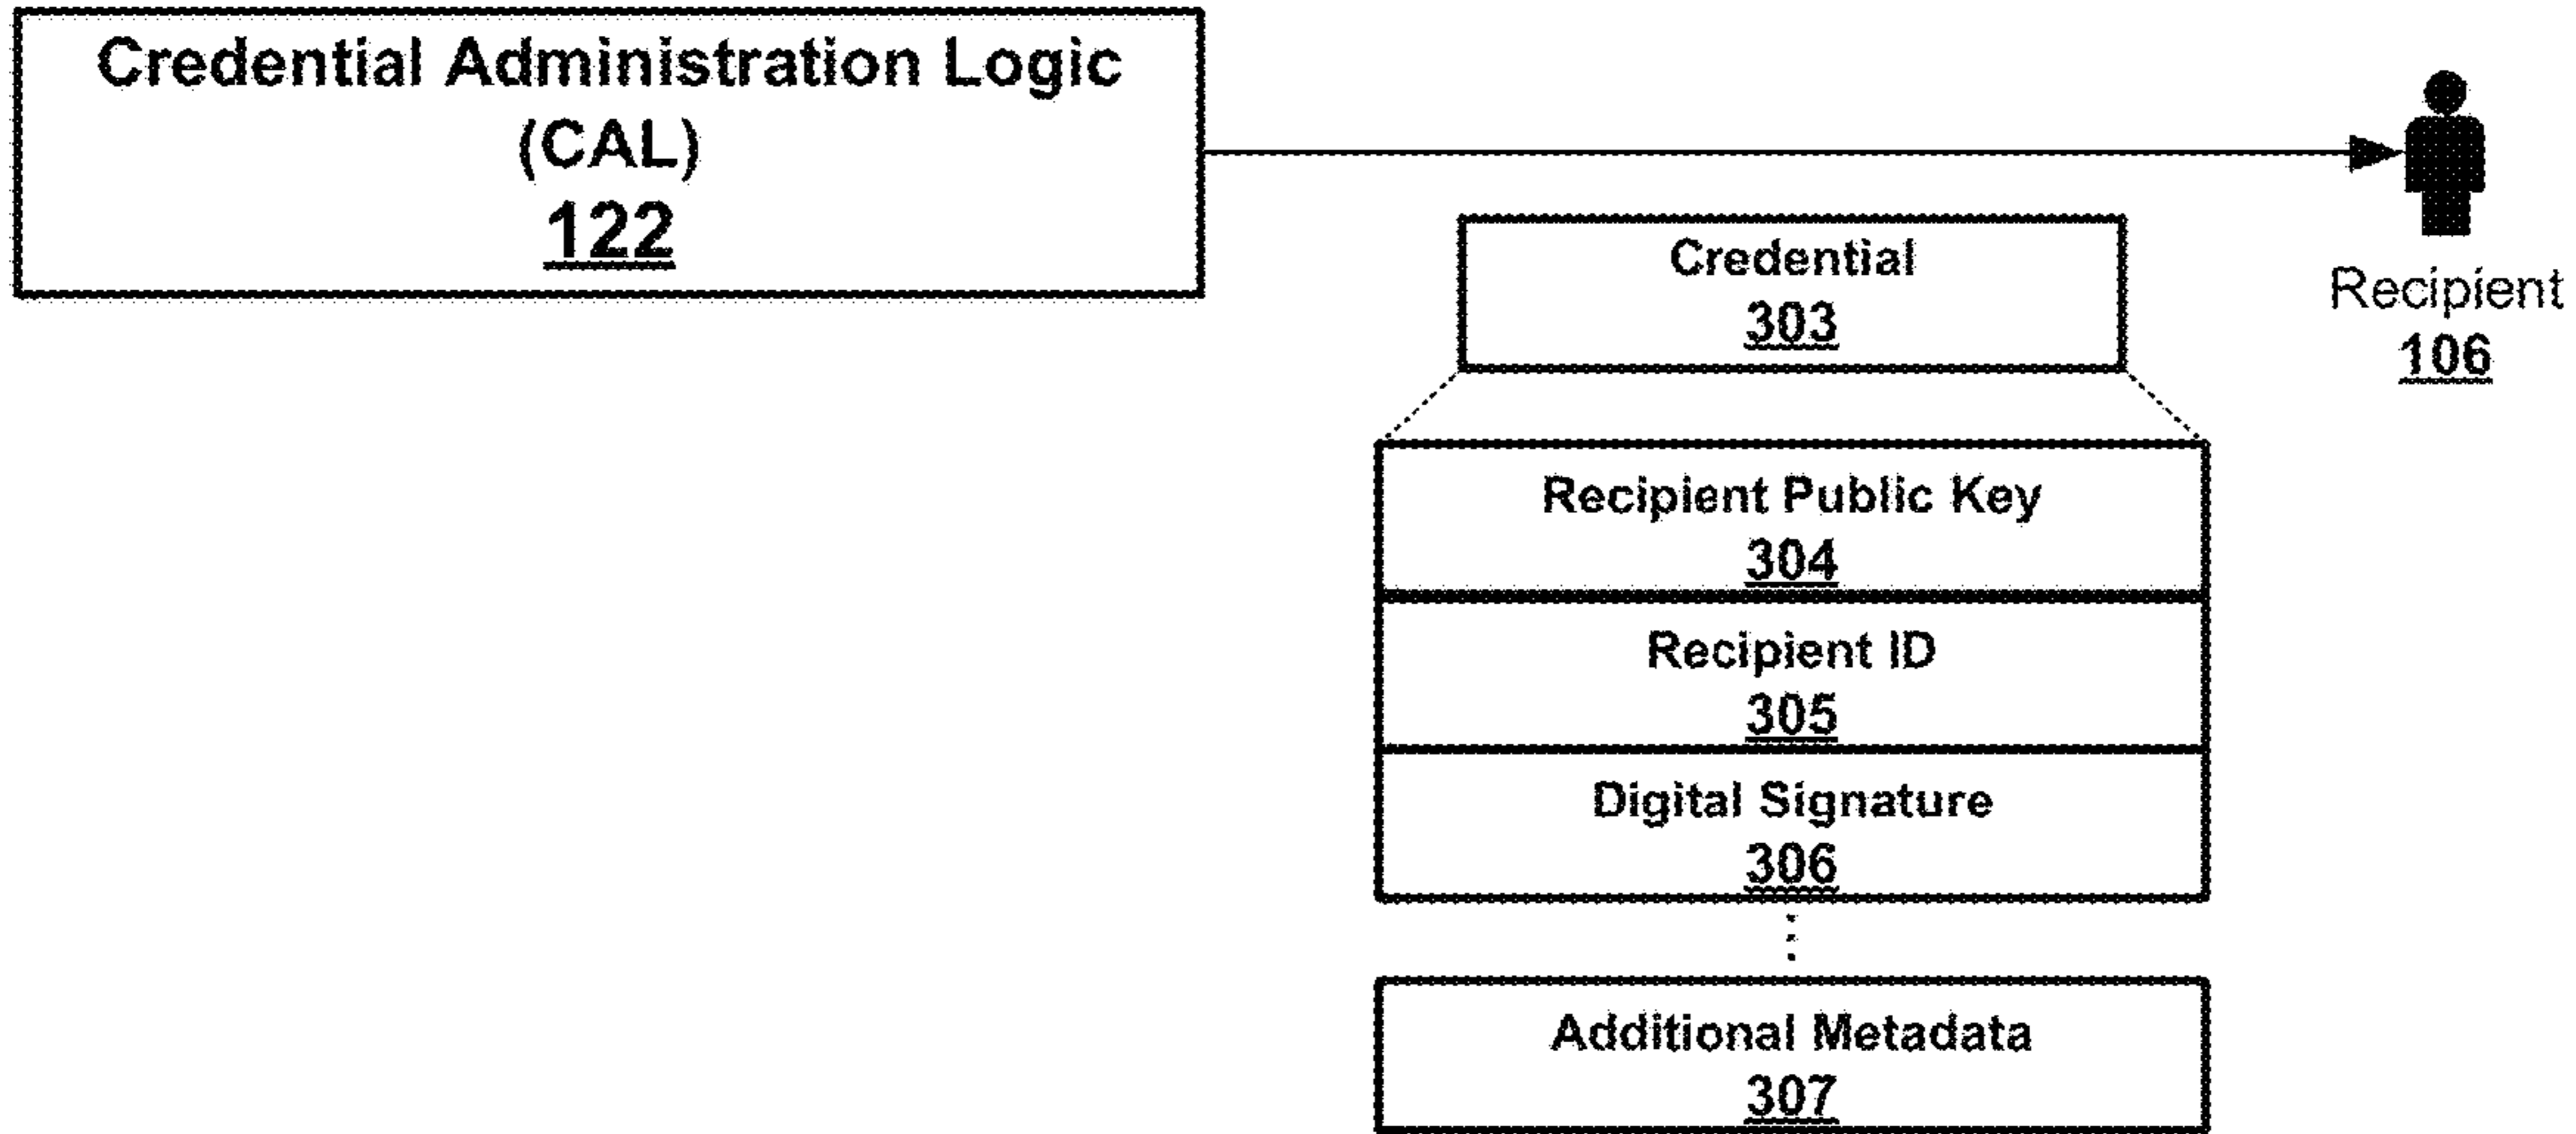 Credential Administration Logic
(CAL)
122
Credential
303
Recipient
106
Recipient Public Key
304
Recipient ID
305
Digital Signature
306
Additional Metadata
307